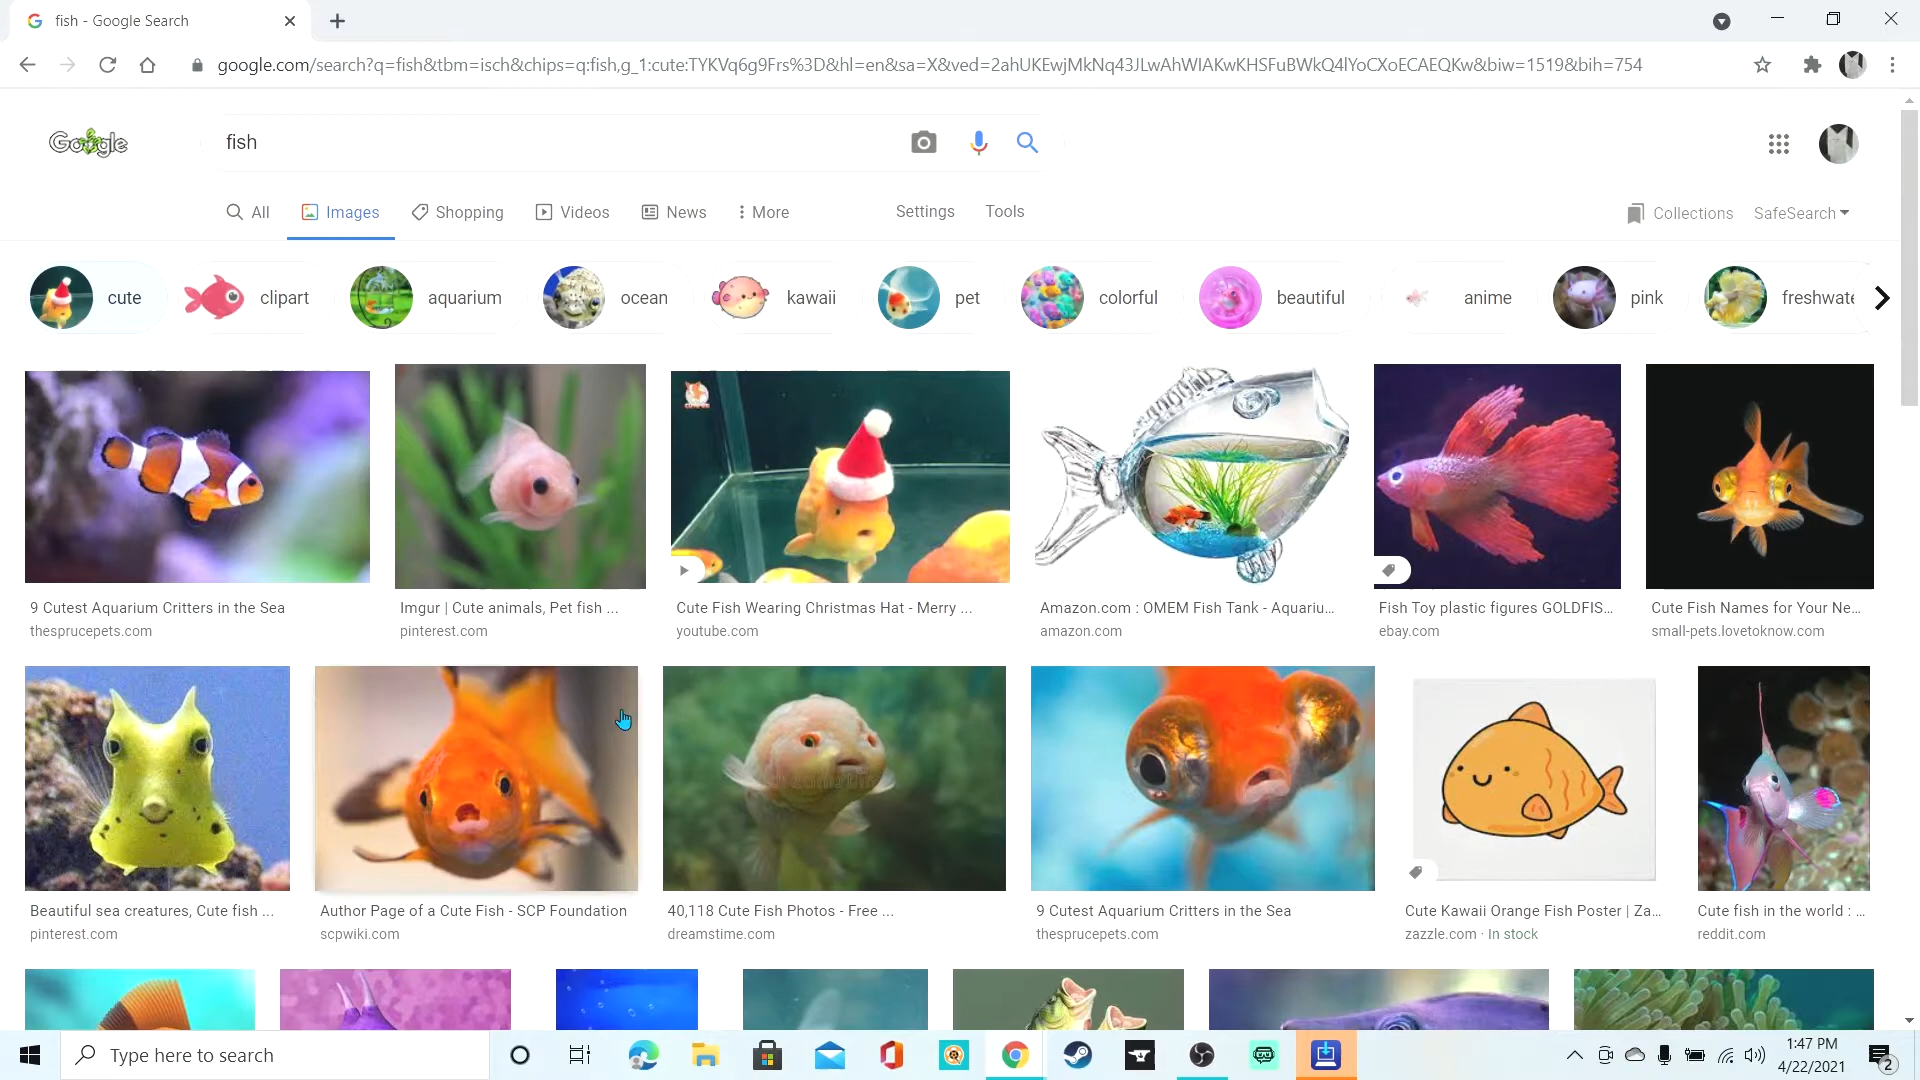 fish - Google Search
google.com/search?q=fish&tbm=isch&chips=q:fish,g_1:cute:TYKVq6g9Frs%3D&hl=en&sa=X&ved=2ahUKEwjMkNq43JLwAhWIAKwKHSFuBWkQ4lYoCXoECAEQKw&biw=1519&bih=754
Google
fish
All Images Shopping Videos News More Settings Tools Collections SafeSearch
cute clipart aquarium ocean kawaii pet colorful beautiful anime pink freshwate
9 Cutest Aquarium Critters in the Sea
thesprucepets.com
Imgur | Cute animals, Pet fish ...
pinterest.com
Cute Fish Wearing Christmas Hat - Merry ...
youtube.com
Amazon.com : OMEM Fish Tank - Aquariu...
amazon.com
Fish Toy plastic figures GOLDFIS...
ebay.com
Cute Fish Names for Your Ne...
small-pets.lovetoknow.com
Beautiful sea creatures, Cute fish ...
pinterest.com
Author Page of a Cute Fish - SCP Foundation
scpwiki.com
40,118 Cute Fish Photos - Free ...
dreamstime.com
9 Cutest Aquarium Critters in the Sea
thesprucepets.com
Cute Kawaii Orange Fish Poster | Za...
zazzle.com · In stock
Cute fish in the world : ...
reddit.com
Type here to search
1:47 PM
4/22/2021
2